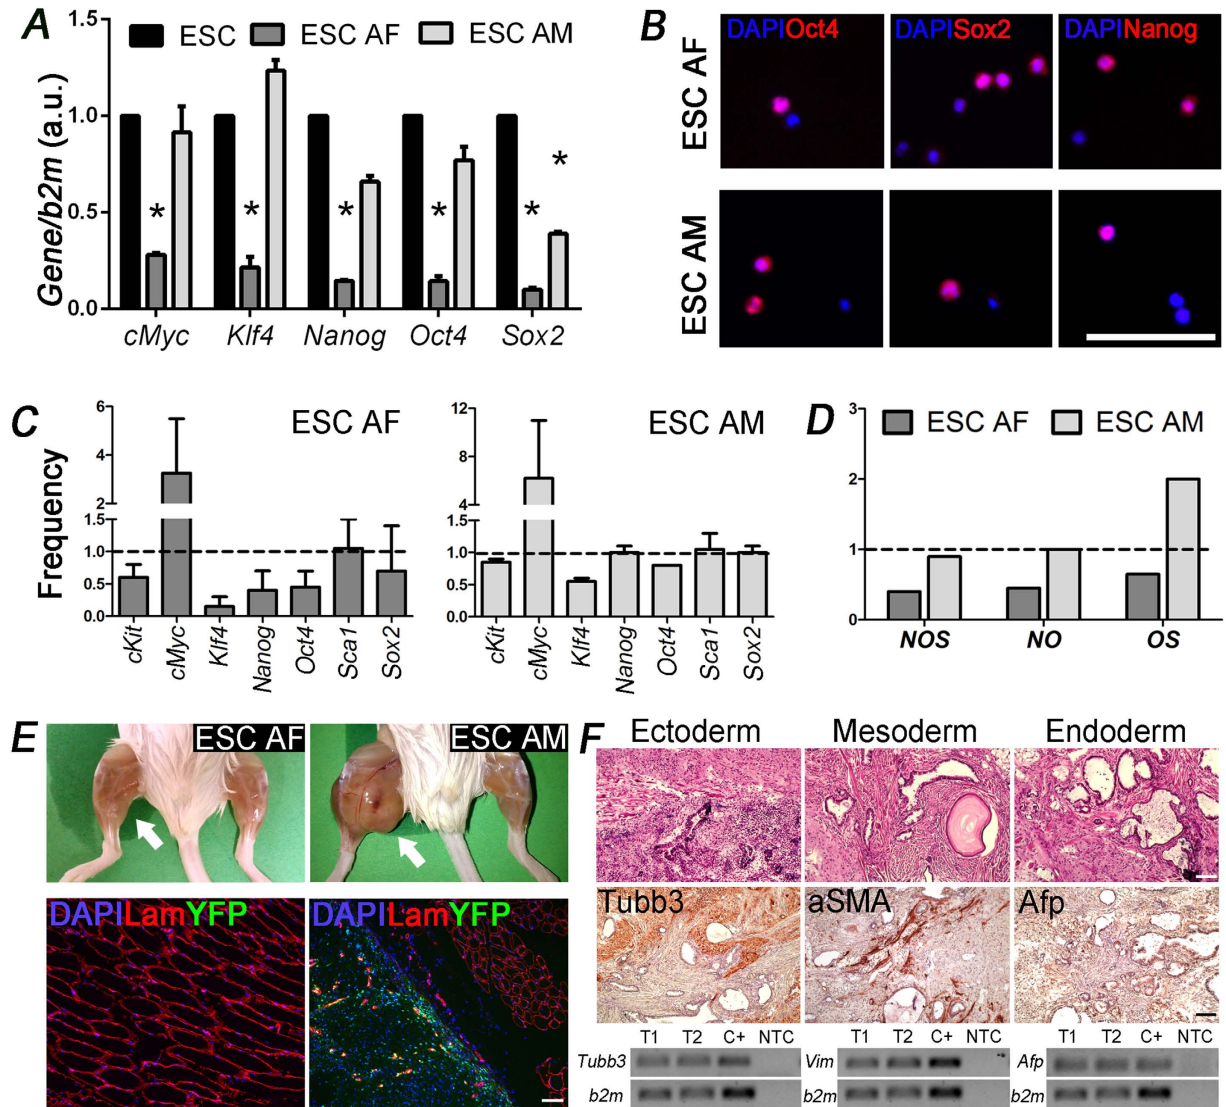 A
ESC ESC AF ESC AM
Gene/b2m (a.u.)
1.5
1.0
0.5
0.0
* * * * * *
cMyc Klf4 Nanog Oct4 Sox2
B
ESC AF
DAPIOct4 DAPISox2 DAPINanog
ESC AM
C
Frequency
ESC AF
6
4
2
1.5
1.0
0.5
0.0
cKit cMyc Klf4 Nanog Oct4 Sca1 Sox2
ESC AM
12
8
4
1.5
1.0
0.5
0.0
cKit cMyc Klf4 Nanog Oct4 Sca1 Sox2
D
ESC AF ESC AM
3
2
1
0
NOS NO OS
E
ESC AF ESC AM
DAPILamYFP DAPILamYFP
F
Ectoderm Mesoderm Endoderm
Tubb3 aSMA Afp
T1 T2 C+ NTC T1 T2 C+ NTC T1 T2 C+ NTC
Tubb3 Vim Afp
b2m b2m b2m